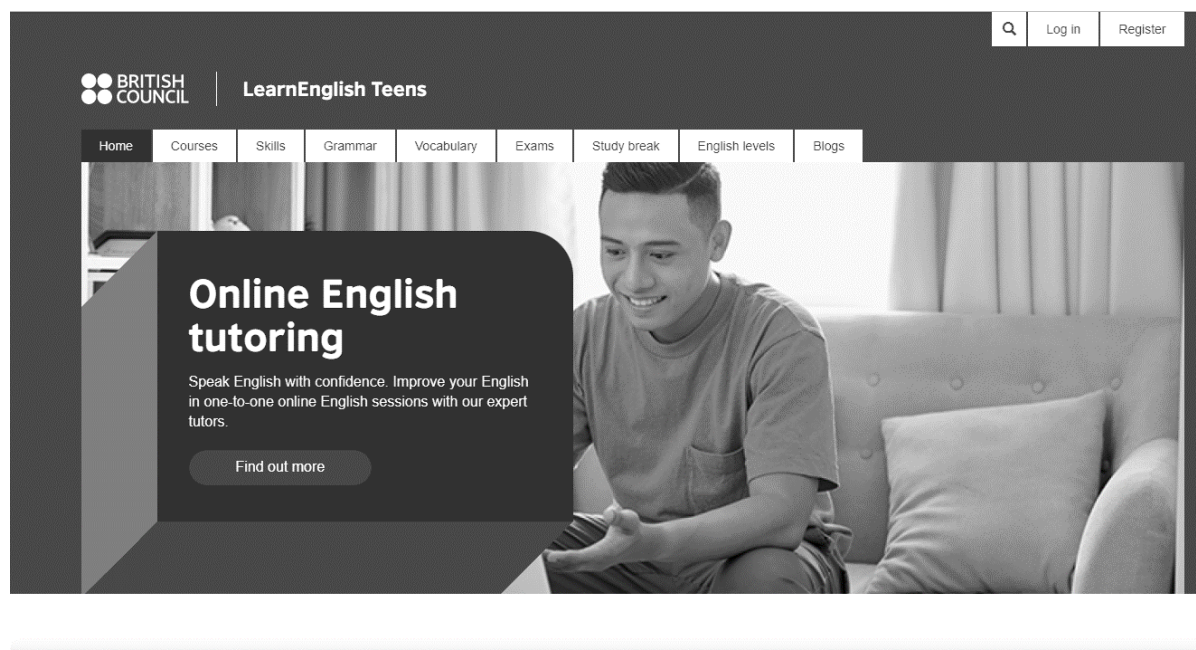 Log in
Register
BRITISH
COUNCIL
LearnEnglish Teens
Home
Courses
Skills
Grammar
Vocabulary
Exams
Study break
English levels
Blogs
Online English
tutoring
Speak English with confidence. Improve your English
in one-to-one online English sessions with our expert
tutors.
Find out more